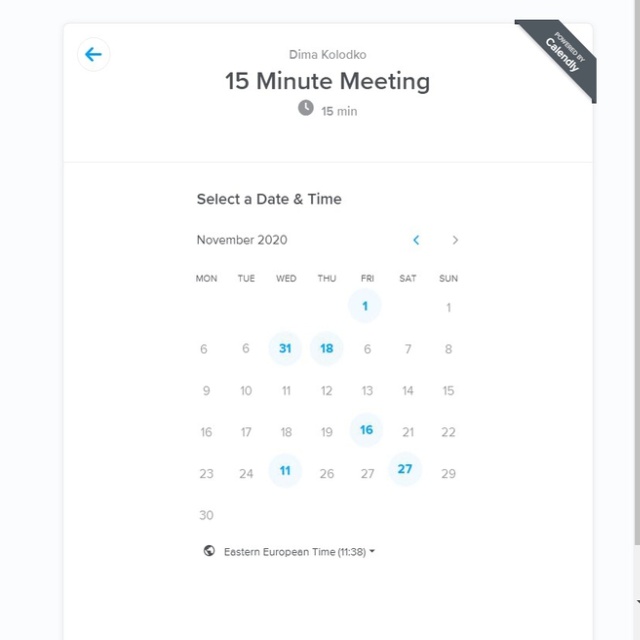 POWERED BY
Calendly
Dima Kolodko
15 Minute Meeting
15 min
Select a Date & Time
November 2020
MON TUE WED THU FRI SAT SUN
1 1
6 6 31 18 6 7 8
9 10 11 12 13 14 15
16 17 18 19 16 21 22
23 24 11 26 27 27 29
30
Eastern European Time (11:38)